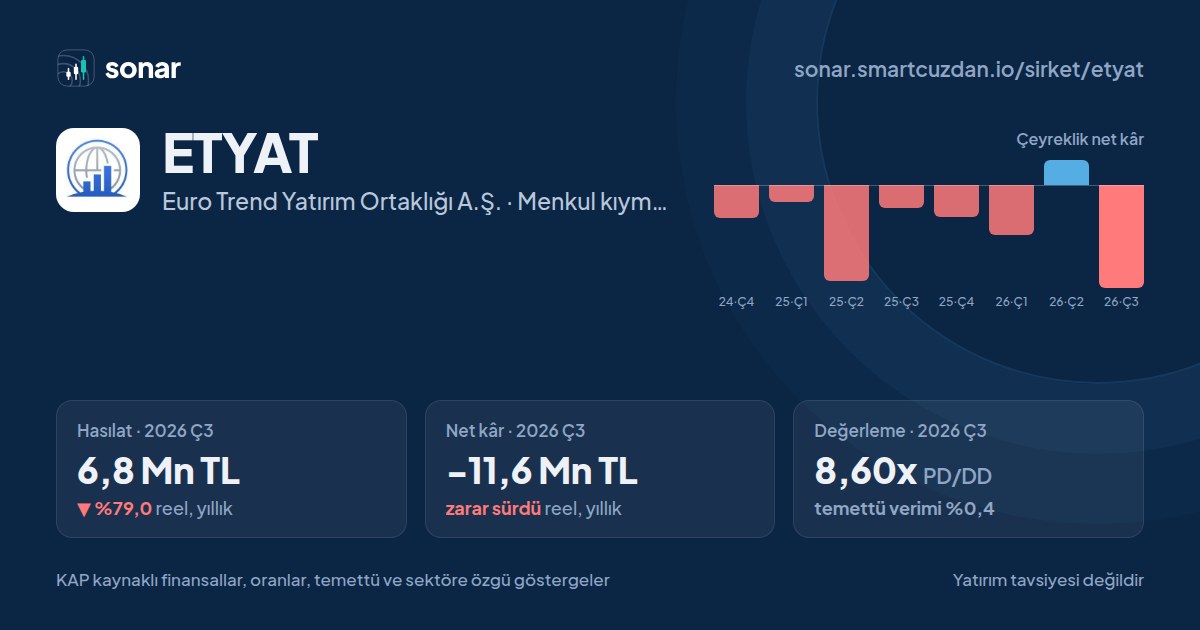 sonar
sonar.smartcuzdan.io/sirket/etyat
ETYAT
Euro Trend Yatırım Ortaklığı A.Ş. · Menkul kıym...
Çeyreklik net kâr
24·Ç4 25·Ç1 25·Ç2 25·Ç3 25·Ç4 26·Ç1 26·Ç2 26·Ç3
Hasılat · 2026 Ç3
6,8 Mn TL
▼ %79,0 reel, yıllık
Net kâr · 2026 Ç3
−11,6 Mn TL
zarar sürdü reel, yıllık
Değerleme · 2026 Ç3
8,60x PD/DD
temettü verimi %0,4
KAP kaynaklı finansallar, oranlar, temettü ve sektöre özgü göstergeler
Yatırım tavsiyesi değildir